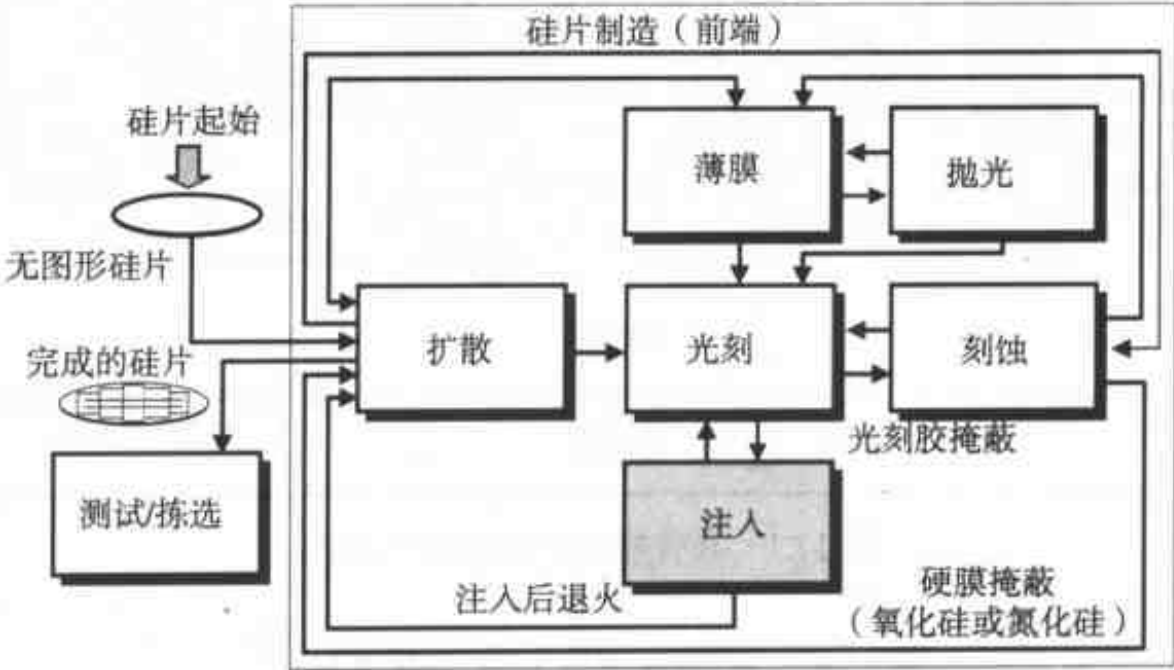 硅片制造（前端）
硅片起始
薄膜
抛光
无图形硅片
扩散
光刻
刻蚀
完成的硅片
光刻胶掩蔽
测试/拣选
注入
注入后退火
硬膜掩蔽
（氧化硅或氮化硅）